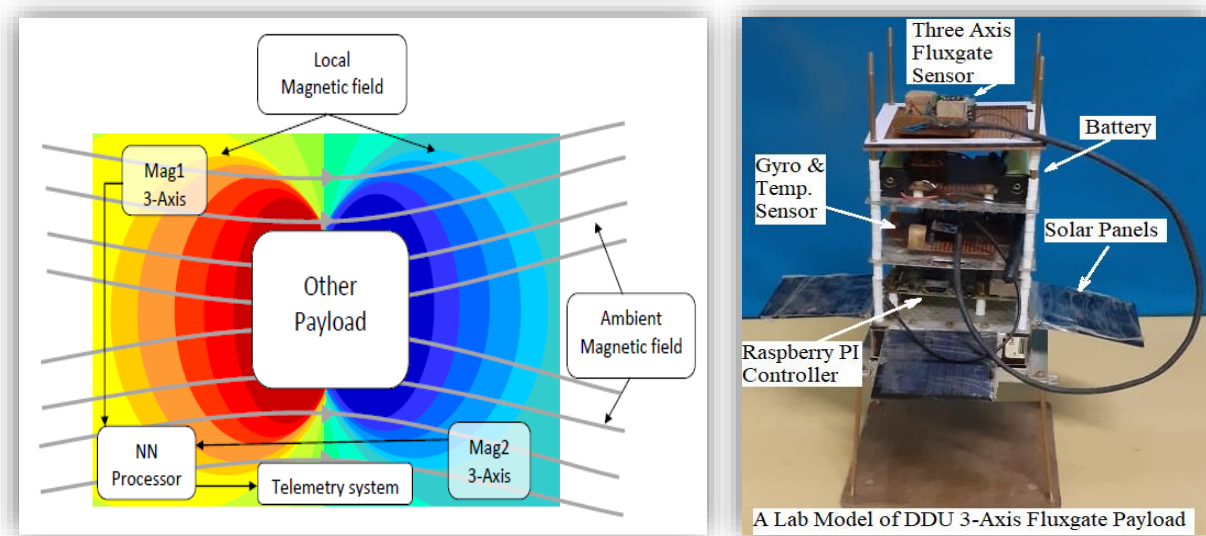 Local
Magnetic field
Mag1
3-Axis
Other
Payload
Ambient
Magnetic field
NN
Processor
Mag2
3-Axis
Telemetry system
Three Axis
Fluxgate
Sensor
Battery
Gyro &
Temp.
Sensor
Solar Panels
Raspberry PI
Controller
A Lab Model of DDU 3-Axis Fluxgate Payload